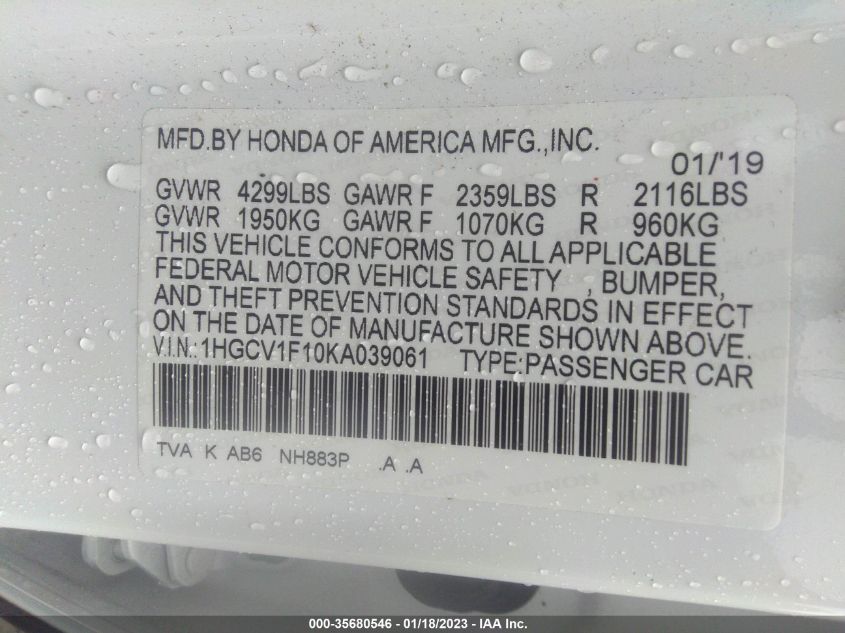 MFD.BY HONDA OF AMERICA MFG.,INC.
01/'19
GVWR 4299LBS GAWR F 2359LBS R 2116LBS
GVWR 1950KG GAWR F 1070KG R 960KG
THIS VEHICLE CONFORMS TO ALL APPLICABLE
FEDERAL MOTOR VEHICLE SAFETY , BUMPER,
AND THEFT PREVENTION STANDARDS IN EFFECT
ON THE DATE OF MANUFACTURE SHOWN ABOVE.
V.I.N.:1HGCV1F10KA039061 TYPE:PASSENGER CAR
TVA K AB6 NH883P .A .A
HONDA HONDA
000-35680546 - 01/18/2023 - IAA Inc.